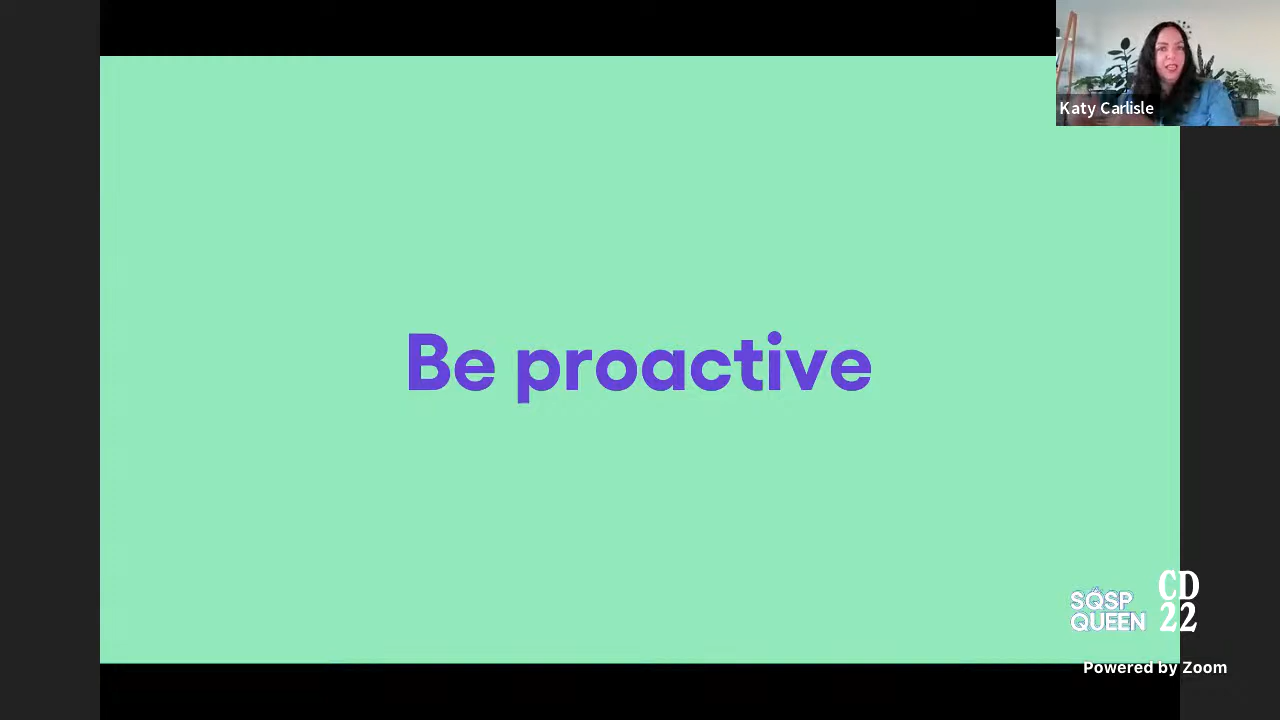 Katy Carlisle
Be proactive
SQSP
QUEEN
CD
22
Powered by Zoom